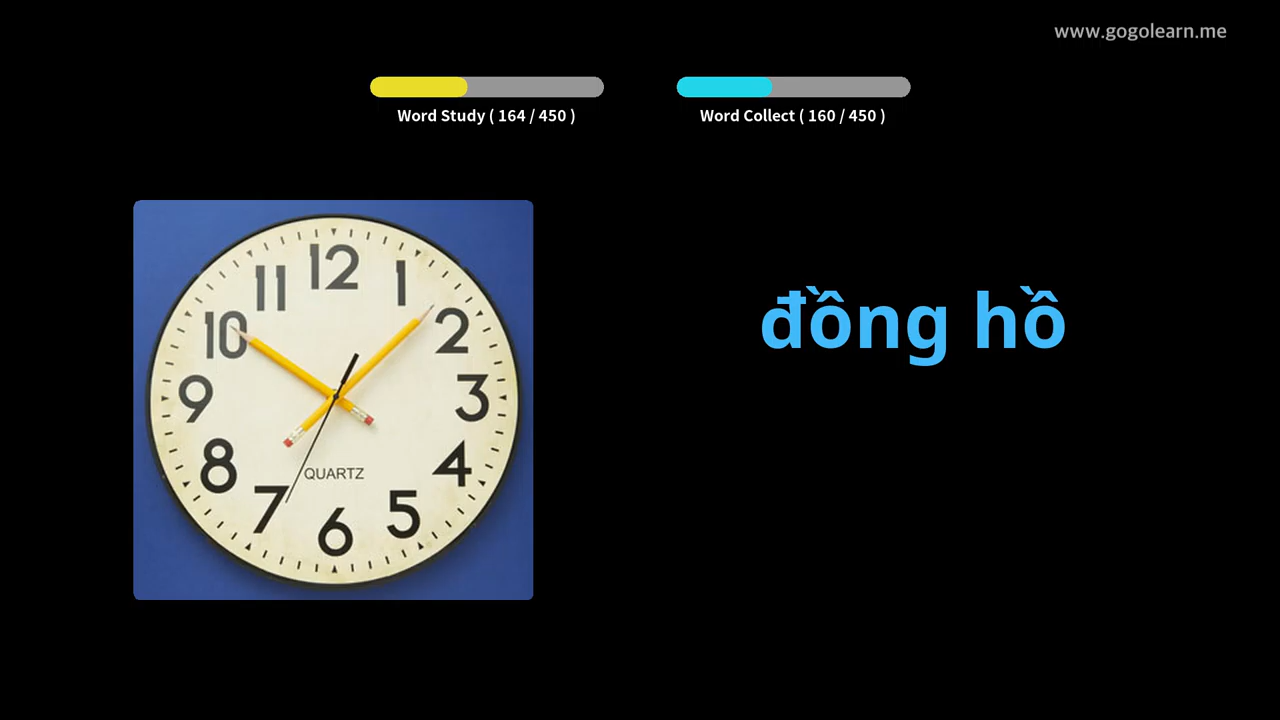 www.gogolearn.me
Word Study ( 164 / 450 )
Word Collect ( 160 / 450 )
12
11
1
10
2
9
3
8
4
7
5
6
QUARTZ
đồng hồ